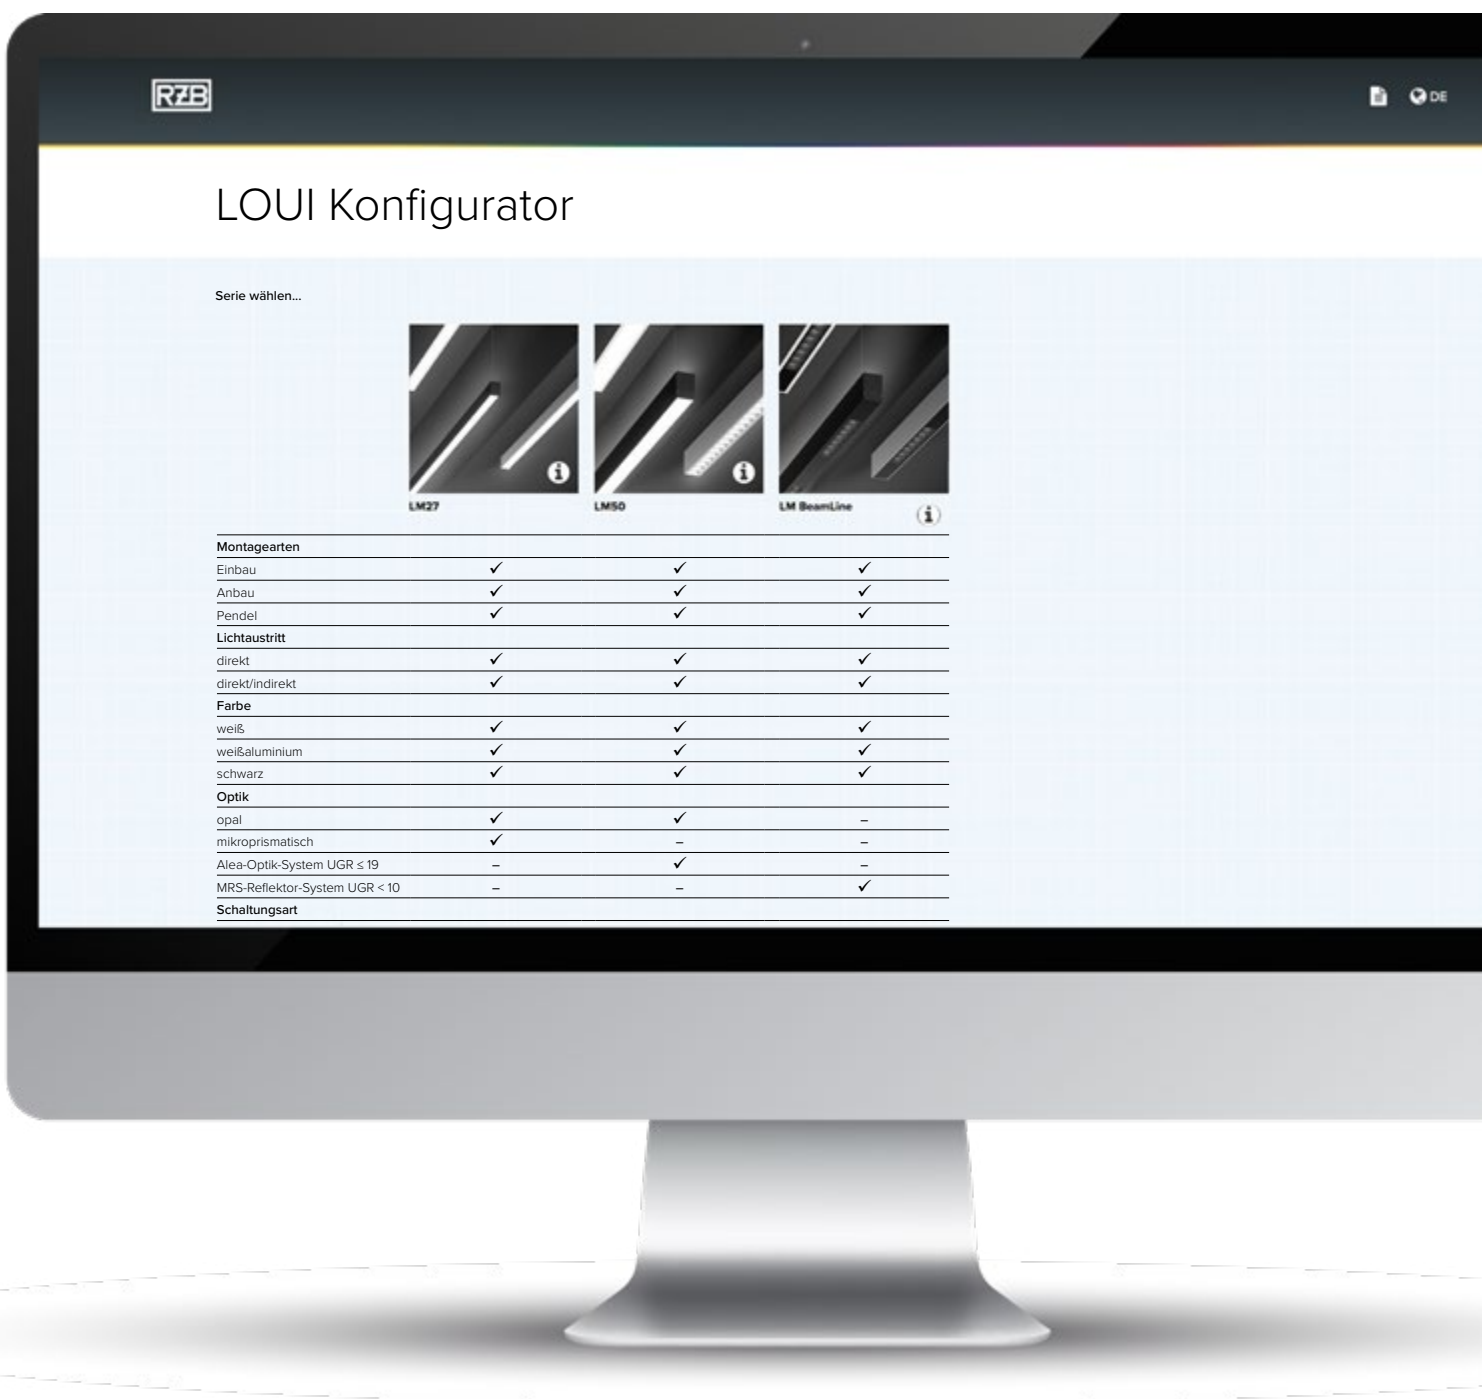 RZB
DE
LOUI Konfigurator
Serie wählen...
LM27 LM50 LM BeamLine
Montagearten
Einbau ✓ ✓ ✓
Anbau ✓ ✓ ✓
Pendel ✓ ✓ ✓
Lichtaustritt
direkt ✓ ✓ ✓
direkt/indirekt ✓ ✓ ✓
Farbe
weiß ✓ ✓ ✓
weißaluminium ✓ ✓ ✓
schwarz ✓ ✓ ✓
Optik
opal ✓ ✓ –
mikroprismatisch ✓ – –
Alea-Optik-System UGR ≤ 19 – ✓ –
MRS-Reflektor-System UGR < 10 – – ✓
Schaltungsart